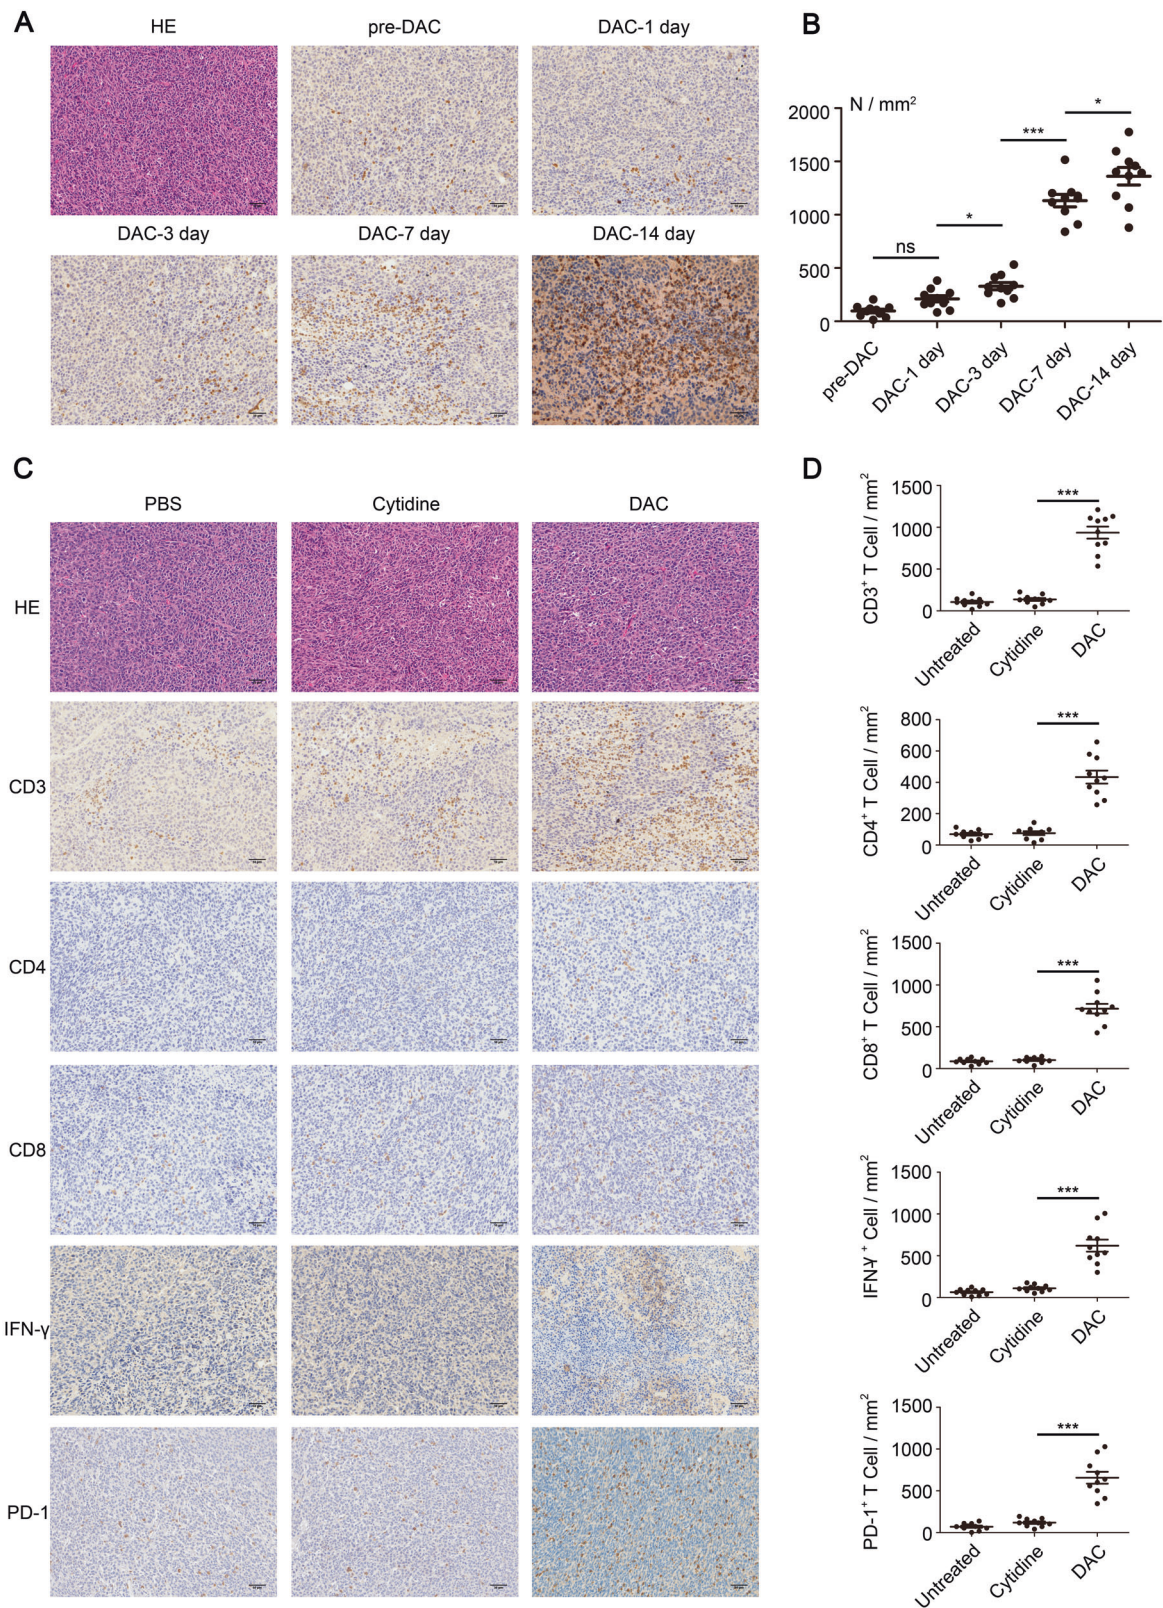 A
HE
pre-DAC
DAC-1 day
DAC-3 day
DAC-7 day
DAC-14 day
B
N / mm²
2000
1500
1000
500
0
ns
*
***
*
pre-DAC
DAC-1 day
DAC-3 day
DAC-7 day
DAC-14 day
C
PBS
Cytidine
DAC
HE
CD3
CD4
CD8
IFN-γ
PD-1
D
CD3⁺ T Cell / mm²
1500
1000
500
0
***
Untreated
Cytidine
DAC
CD4⁺ T Cell / mm²
800
600
400
200
0
***
Untreated
Cytidine
DAC
CD8⁺ T Cell / mm²
1500
1000
500
0
***
Untreated
Cytidine
DAC
IFN-γ⁺ Cell / mm²
1500
1000
500
0
***
Untreated
Cytidine
DAC
PD-1⁺ T Cell / mm²
1500
1000
500
0
***
Untreated
Cytidine
DAC